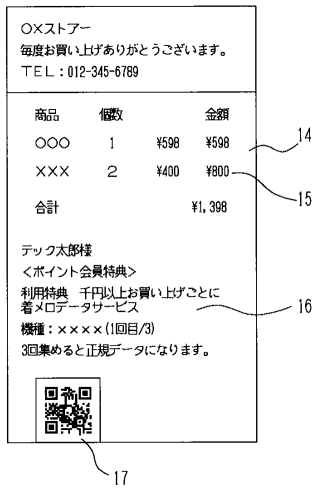 ○×ストアー
毎度お買い上げありがとうございます。
TEL:012-345-6789
商品 個数 金額
○○○ 1 ¥598 ¥598
14
××× 2 ¥400 ¥800
15
合計 ¥1,398
テック太郎様
<ポイント会員特典>
利用特典 千円以上お買い上げごとに
着メロデータサービス
16
機種:××××(1回目/3)
3回集めると正規データになります。
17